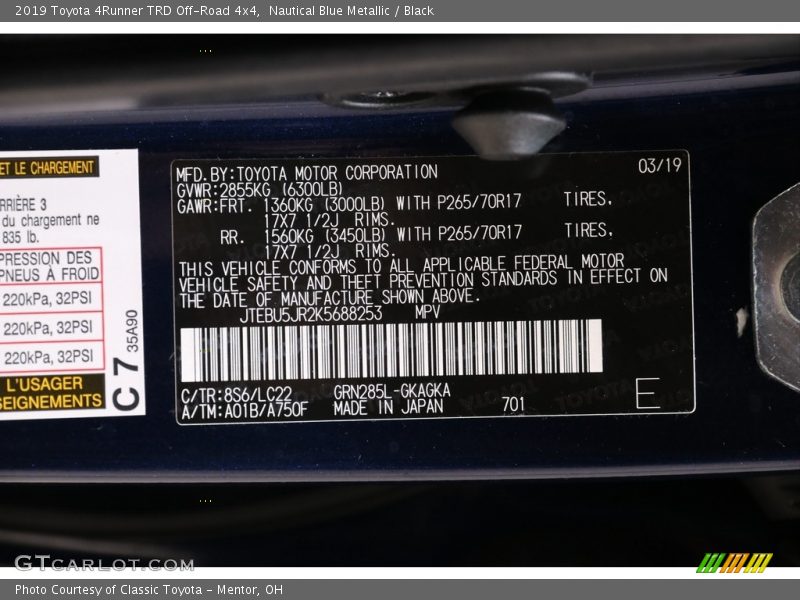 2019 Toyota 4Runner TRD Off-Road 4x4,  Nautical Blue Metallic / Black
ET LE CHARGEMENT
RRIÈRE 3
du chargement ne
835 lb.
PRESSION DES
PNEUS À FROID
220kPa, 32PSI
220kPa, 32PSI
220kPa, 32PSI
L'USAGER
SEIGNEMENTS
C 7 35A90
MFD. BY:TOYOTA MOTOR CORPORATION 03/19
GVWR:2855KG (6300LB)
GAWR:FRT. 1360KG (3000LB) WITH P265/70R17 TIRES.
17X7 1/2J RIMS.
RR. 1560KG (3450LB) WITH P265/70R17 TIRES.
17X7 1/2J RIMS.
THIS VEHICLE CONFORMS TO ALL APPLICABLE FEDERAL MOTOR
VEHICLE SAFETY AND THEFT PREVENTION STANDARDS IN EFFECT ON
THE DATE OF MANUFACTURE SHOWN ABOVE.
JTEBU5JR2K5688253 MPV
C/TR:8S6/LC22 GRN285L-GKAGKA
A/TM:A01B/A750F MADE IN JAPAN 701 E
GTCARLOT.COM
Photo Courtesy of Classic Toyota - Mentor, OH